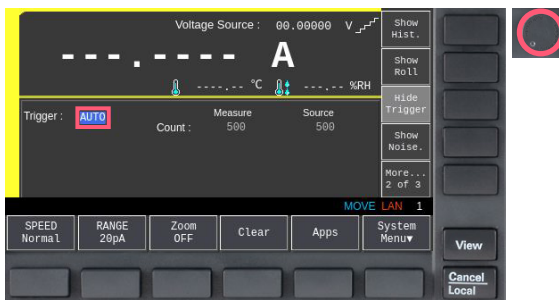 Voltage Source : 00.00000 V
- - - . - - - - A
---.-- °C ---.-- %RH
Show
Hist.
Show
Roll
Hide
Trigger
Show
Noise.
More...
2 of 3
Trigger : AUTO
Measure Source
Count : 500 500
MOVE LAN 1
SPEED
Normal
RANGE
20pA
Zoom
OFF
Clear
Apps
System
Menu▼
View
Cancel
Local